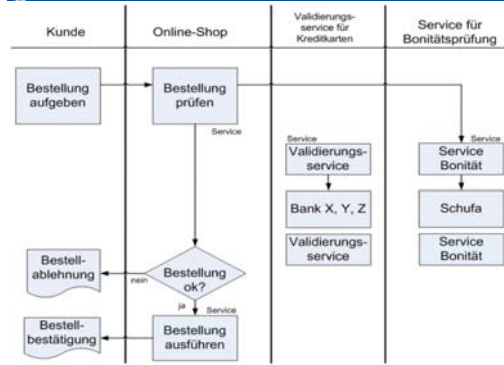 Kunde
Online-Shop
Validierungs-
service für
Kreditkarten
Service für
Bonitätsprüfung
Bestellung
aufgeben
Bestellung
prüfen
Service
Service
Validierungs-
service
Service
Service
Bonität
Bank X, Y, Z
Schufa
Validierungs-
service
Service
Bonität
Bestell-
ablehnung
nein
Bestellung
ok?
ja
Service
Bestell-
bestätigung
Bestellung
ausführen